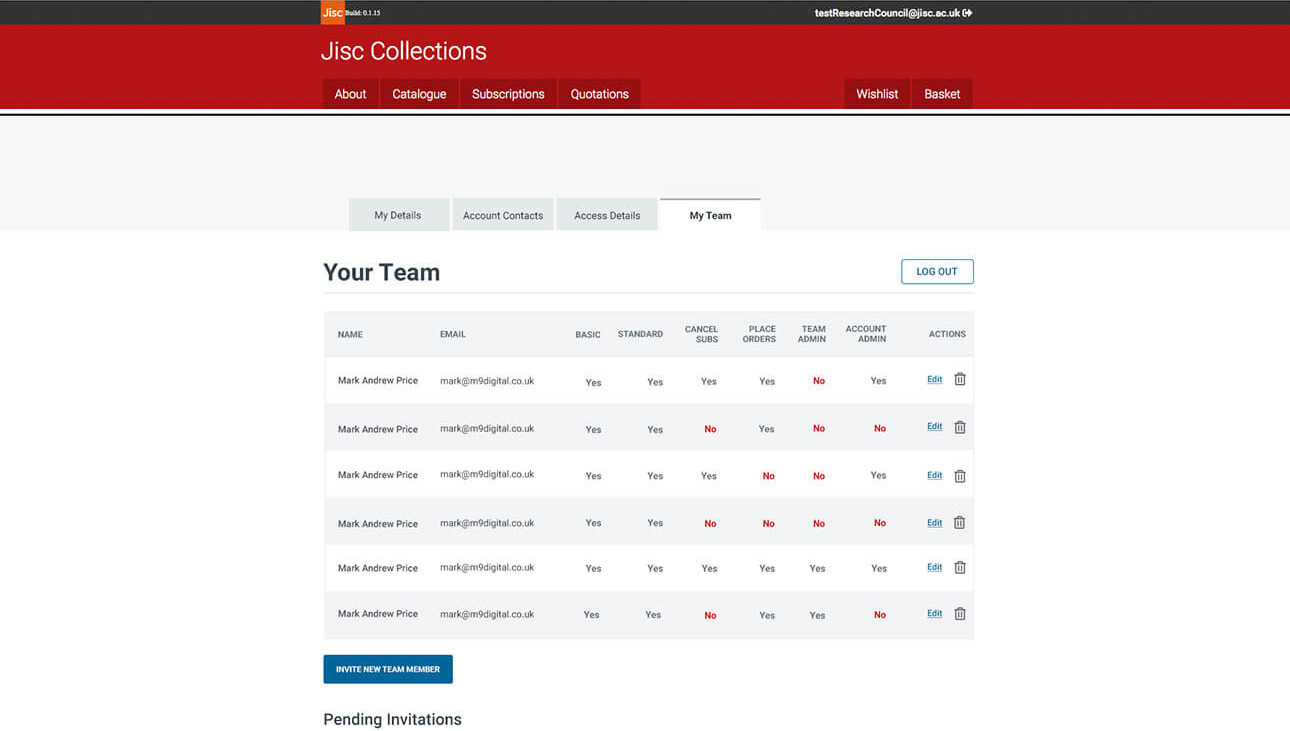 Jisc Build: 0.1.15 testResearchCouncil@jisc.ac.uk
Jisc Collections
About Catalogue Subscriptions Quotations Wishlist Basket
My Details Account Contacts Access Details My Team
Your Team LOG OUT
NAME EMAIL BASIC STANDARD CANCEL SUBS PLACE ORDERS TEAM ADMIN ACCOUNT ADMIN ACTIONS
Mark Andrew Price mark@m9digital.co.uk Yes Yes Yes Yes No Yes Edit
Mark Andrew Price mark@m9digital.co.uk Yes Yes No Yes No No Edit
Mark Andrew Price mark@m9digital.co.uk Yes Yes Yes No No Yes Edit
Mark Andrew Price mark@m9digital.co.uk Yes Yes No No No No Edit
Mark Andrew Price mark@m9digital.co.uk Yes Yes Yes Yes Yes Yes Edit
Mark Andrew Price mark@m9digital.co.uk Yes Yes No Yes Yes No Edit
INVITE NEW TEAM MEMBER
Pending Invitations